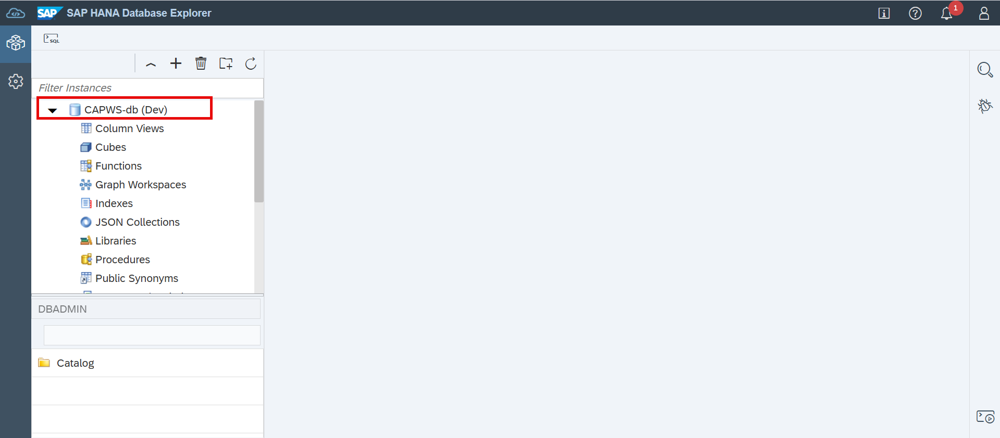 SAP SAP HANA Database Explorer
1
SQL
Filter Instances
CAPWS-db (Dev)
Column Views
Cubes
Functions
Graph Workspaces
Indexes
JSON Collections
Libraries
Procedures
Public Synonyms
DBADMIN
Catalog